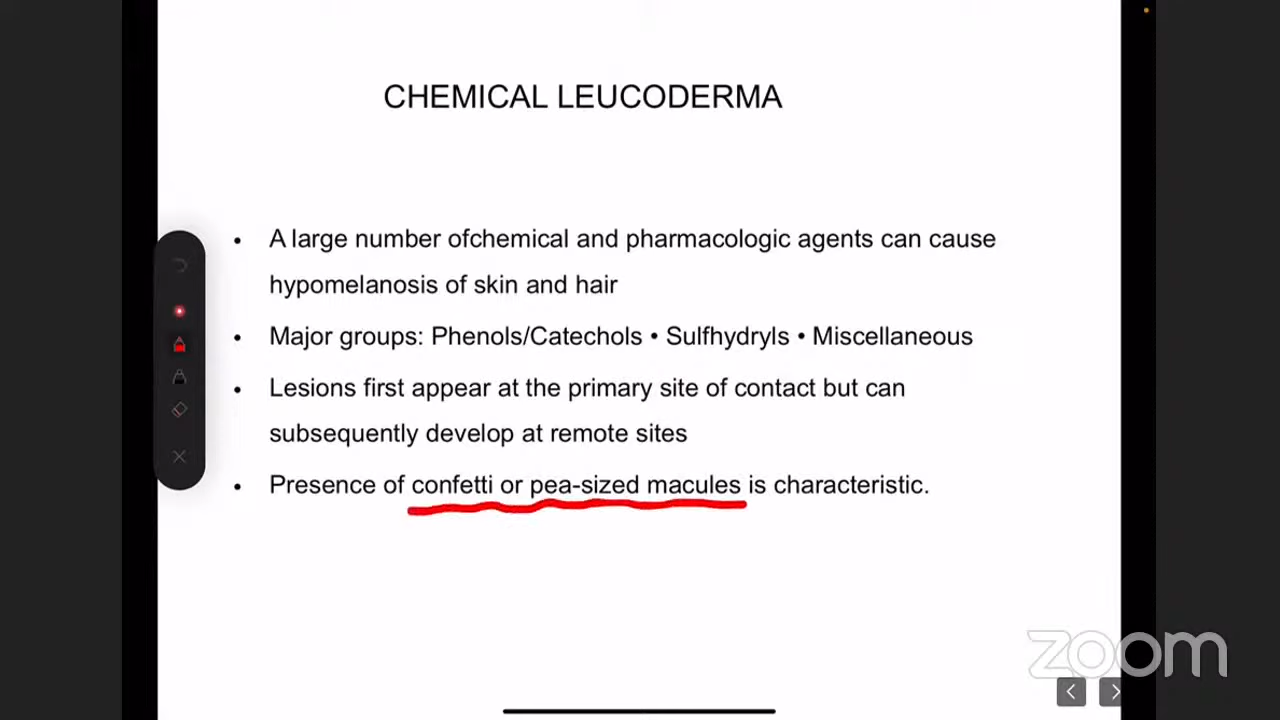 CHEMICAL LEUCODERMA
• A large number ofchemical and pharmacologic agents can cause
hypomelanosis of skin and hair
• Major groups: Phenols/Catechols • Sulfhydryls • Miscellaneous
• Lesions first appear at the primary site of contact but can
subsequently develop at remote sites
• Presence of confetti or pea-sized macules is characteristic.
zoom